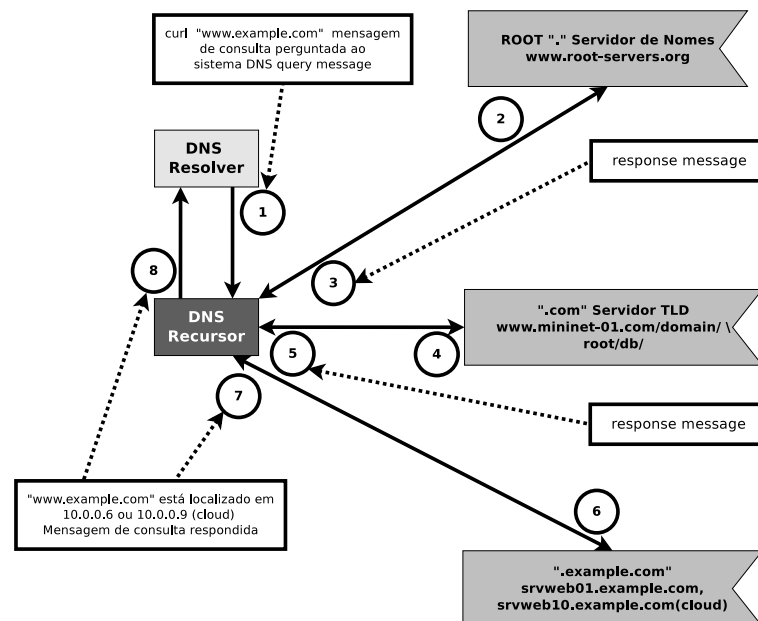 curl "www.example.com" mensagem
de consulta perguntada ao
sistema DNS query message
ROOT "." Servidor de Nomes
www.root-servers.org
2
DNS
Resolver
response message
1
8
3
DNS
Recursor
".com" Servidor TLD
www.mininet-01.com/domain/ \
root/db/
5
4
7
response message
"www.example.com" está localizado em
10.0.0.6 ou 10.0.0.9 (cloud)
Mensagem de consulta respondida
6
".example.com"
srvweb01.example.com,
srvweb10.example.com(cloud)